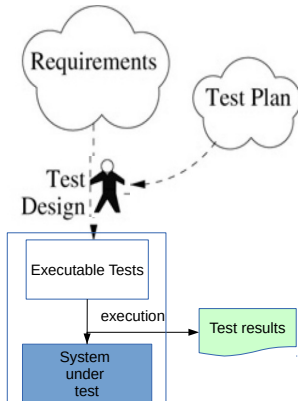 Requirements
Test Plan
Test
Design
Executable Tests
execution
Test results
System
under
test